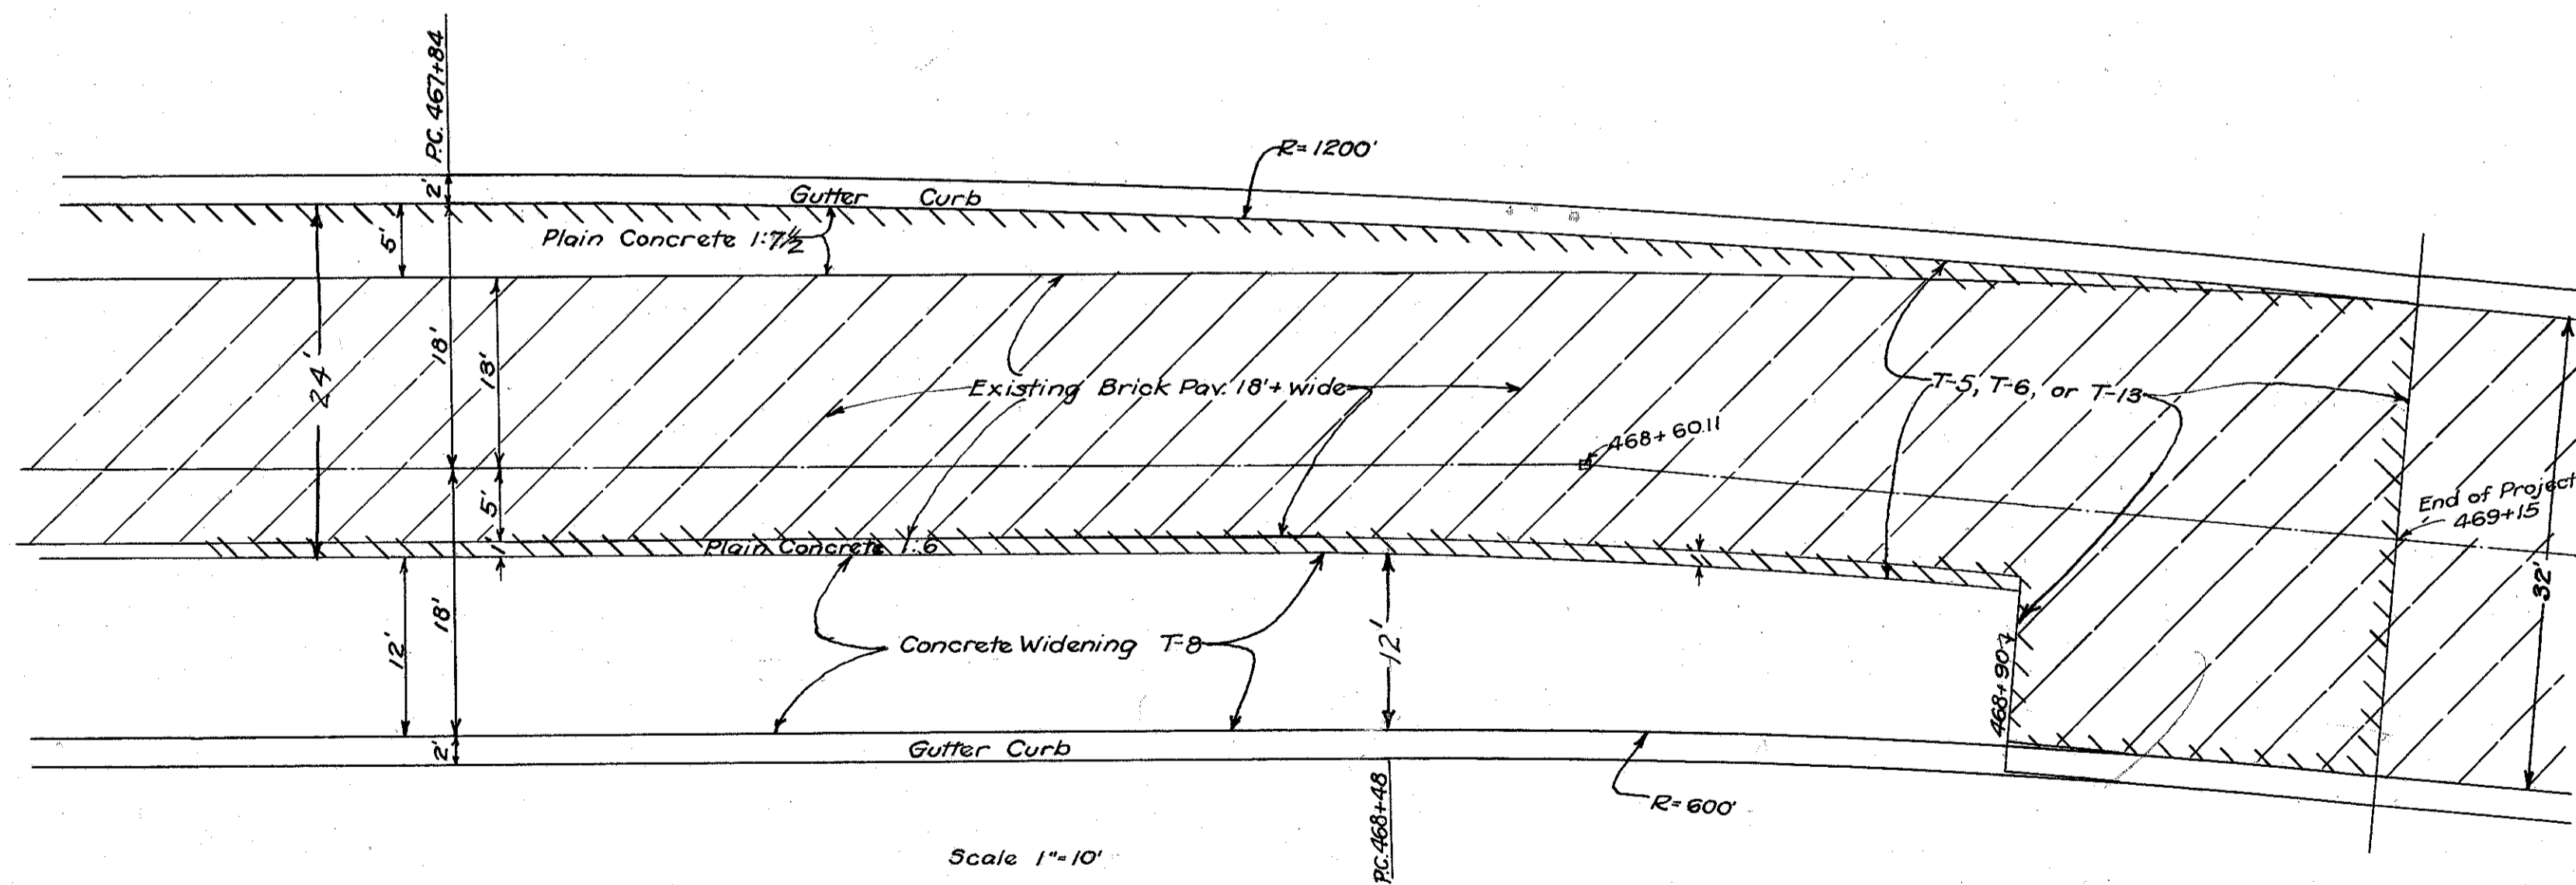 P.C. 467+84
R=1200'
2'
Gutter Curb
5'
Plain Concrete 1:7½
18'
13'
24'
Existing Brick Pav. 18'± wide
T-5, T-6, or T-13
468+60.11
End of Project
469+15
5'
1'
Plain Concrete 1:6
1'
32'
12'
18'
Concrete Widening T-8
12'
468+90.7
2'
Gutter Curb
P.C. 468+48
R=600'
Scale 1"=10'